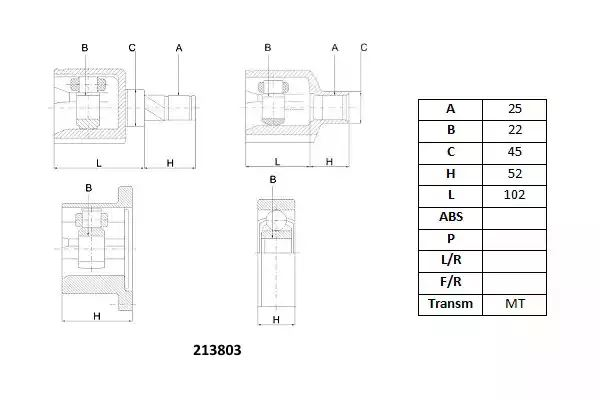 B C A
B A C
L H
L H
B
B
H
H
A 25
B 22
C 45
H 52
L 102
ABS
P
L/R
F/R
Transm MT
213803